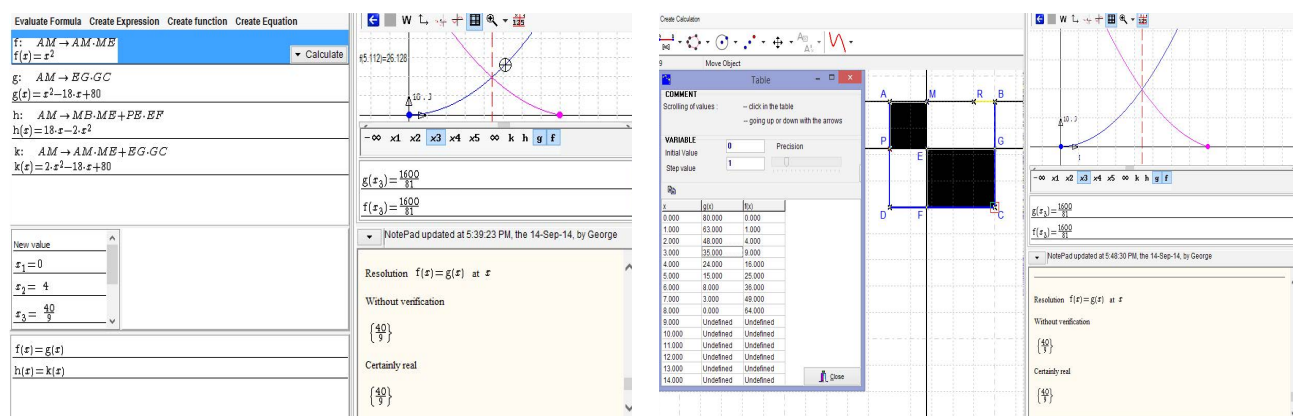 Evaluate Formula Create Expression Create function Create Equation
f: AM → AM·ME
f(x)=x²
Calculate
g: AM → EG·GC
g(x)=x²−18·x+80
h: AM → MB·ME+PE·EF
h(x)=18·x−2·x²
k: AM → AM·ME+EG·GC
k(x)=2·x²−18·x+80
New value
x₁=0
x₂= 4
x₃= 40/9
f(x)=g(x)
h(x)=k(x)
W
f(5.112)=26.128
10
−∞ x1 x2 x3 x4 x5 ∞ k h g f
g(x₃)=1600/81
f(x₃)=1600/81
NotePad updated at 5:39:23 PM, the 14-Sep-14, by George
Resolution f(x)=g(x) at x
Without verification
{40/9}
Certainly real
{40/9}
Create Calculation
9 Move Object
Table
COMMENT
Scrolling of values : -- click in the table
-- going up or down with the arrows
VARIABLE
Initial Value 0 Precision
Step value 1
x g(x) f(x)
0.000 80.000 0.000
1.000 63.000 1.000
2.000 48.000 4.000
3.000 35.000 9.000
4.000 24.000 16.000
5.000 15.000 25.000
6.000 8.000 36.000
7.000 3.000 49.000
8.000 0.000 64.000
9.000 Undefined Undefined
10.000 Undefined Undefined
11.000 Undefined Undefined
12.000 Undefined Undefined
13.000 Undefined Undefined
14.000 Undefined Undefined
Close
A M R B
P E G
D F C
W
10
−∞ x1 x2 x3 x4 x5 ∞ k h g f
g(x₃)=1600/81
f(x₃)=1600/81
NotePad updated at 5:48:30 PM, the 14-Sep-14, by George
Resolution f(x)=g(x) at x
Without verification
{40/9}
Certainly real
{40/9}